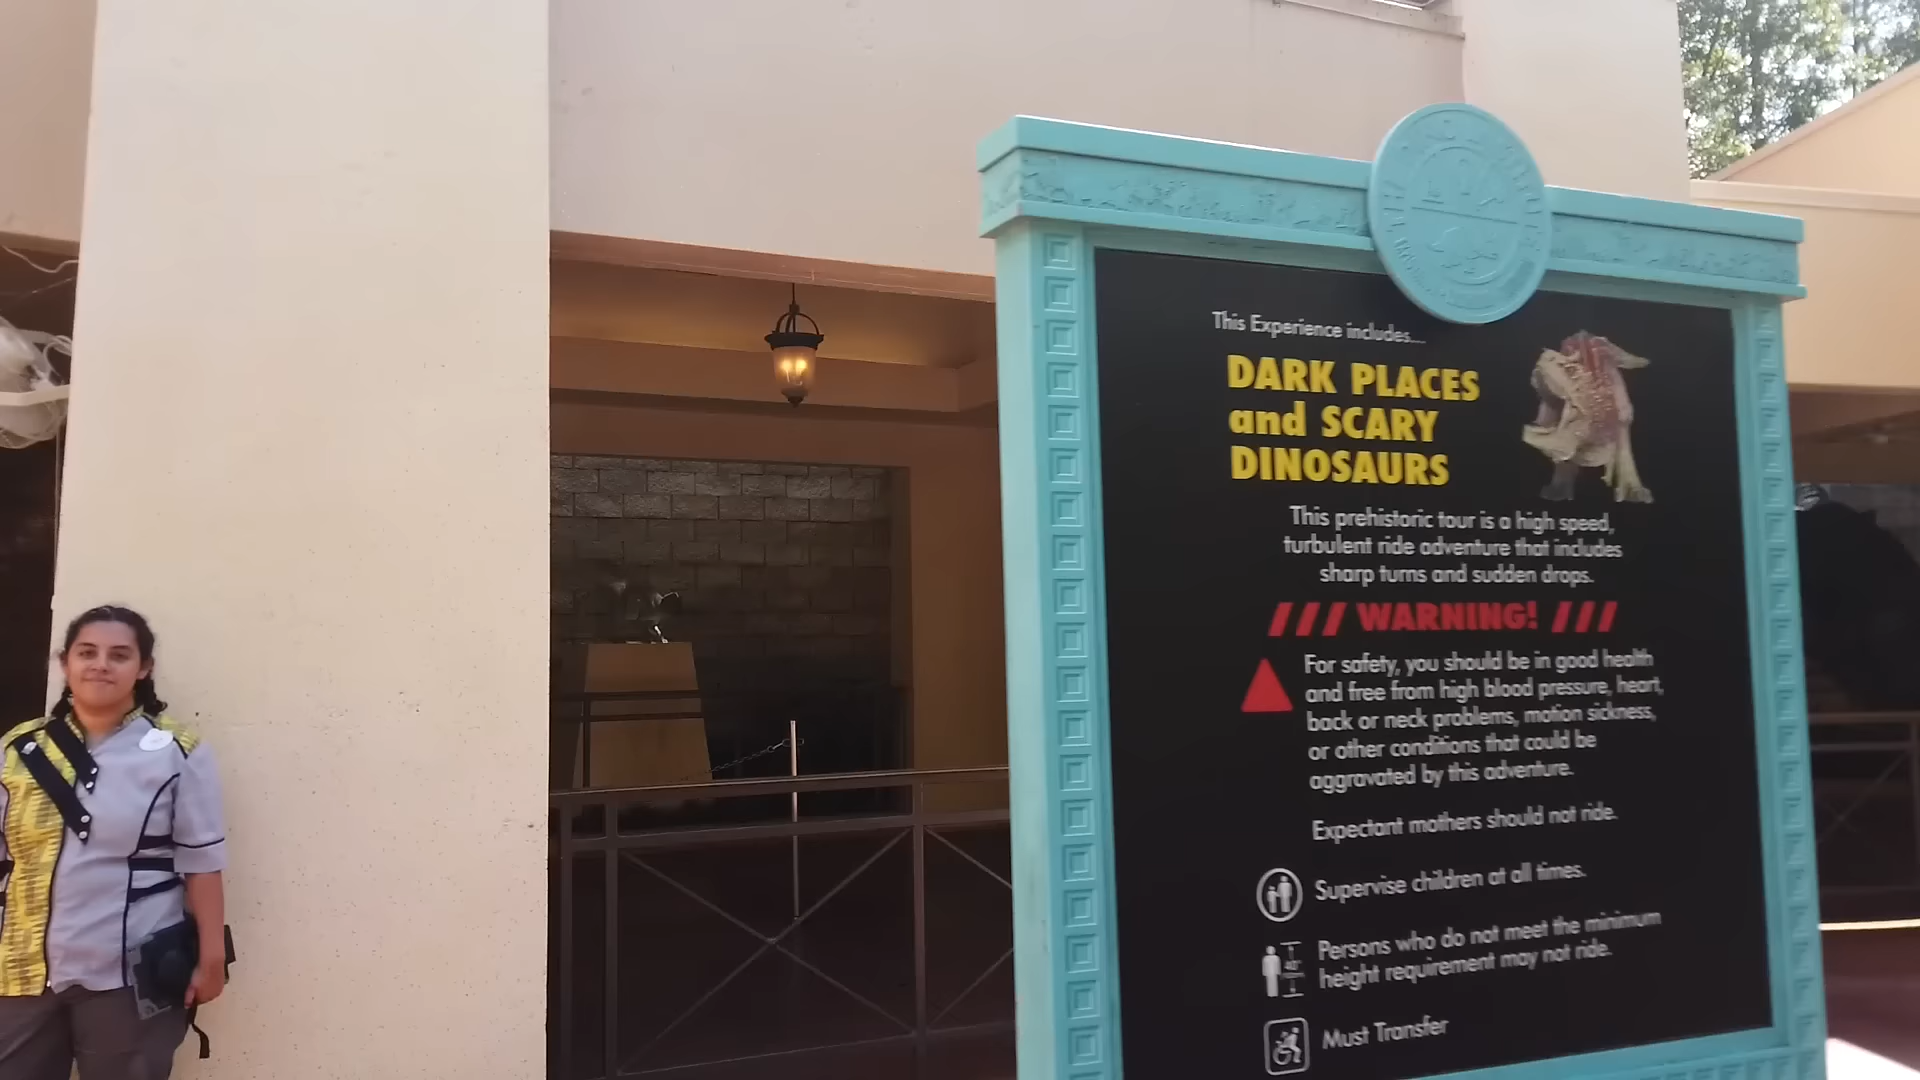 This Experience includes....
DARK PLACES
and SCARY
DINOSAURS
This prehistoric tour is a high speed,
turbulent ride adventure that includes
sharp turns and sudden drops.
WARNING!
For safety, you should be in good health
and free from high blood pressure, heart,
back or neck problems, motion sickness,
or other conditions that could be
aggravated by this adventure.
Expectant mothers should not ride.
Supervise children at all times.
40"
Persons who do not meet the minimum
height requirement may not ride.
Must Transfer